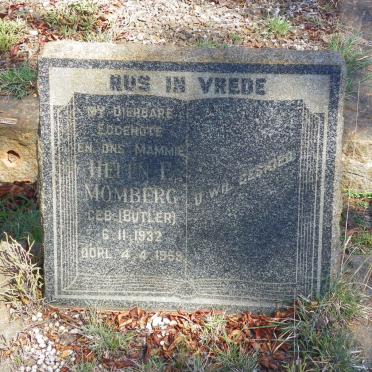 RUS IN VREDE
MY DIERBARE
EGGENOTE
EN ONS MAMMIE
HELEN E.
MOMBERG
GEB (BUTLER)
6.11.1932
OORL. 4.4.1968
U WIL GESKIED